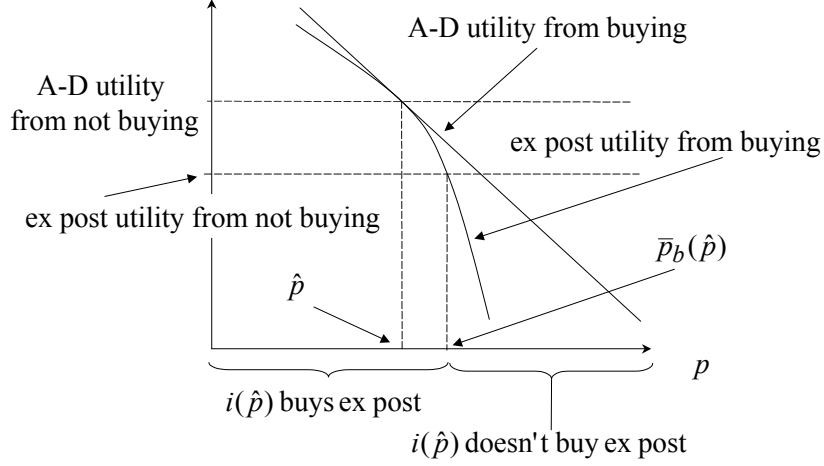 A-D utility from buying
A-D utility
from not buying
ex post utility from buying
ex post utility from not buying
p̄_b(p̂)
p̂
p
i(p̂) buys ex post
i(p̂) doesn't buy ex post